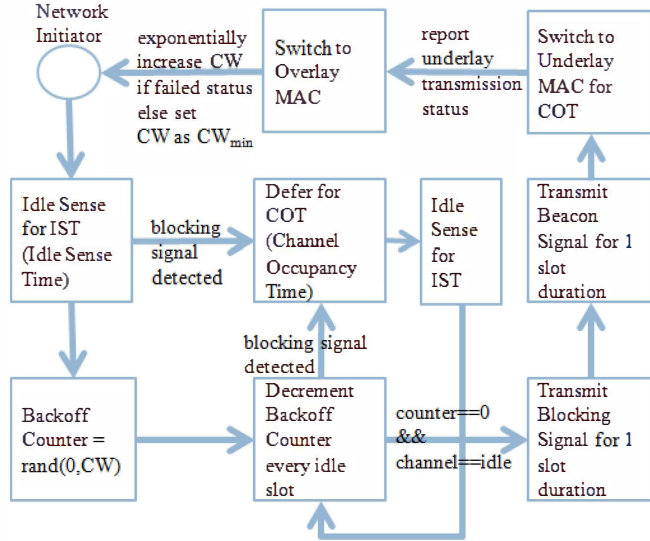 Network
Initiator
exponentially
increase CW
if failed status
else set
CW as CWmin
Switch to
Overlay
MAC
report
underlay
transmission
status
Switch to
Underlay
MAC for
COT
Idle Sense
for IST
(Idle Sense
Time)
blocking
signal
detected
Defer for
COT
(Channel
Occupancy
Time)
Idle
Sense
for
IST
Transmit
Beacon
Signal for 1
slot
duration
blocking signal
detected
Backoff
Counter =
rand(0,CW)
Decrement
Backoff
Counter
every idle
slot
counter==0
&&
channel==idle
Transmit
Blocking
Signal for 1
slot
duration